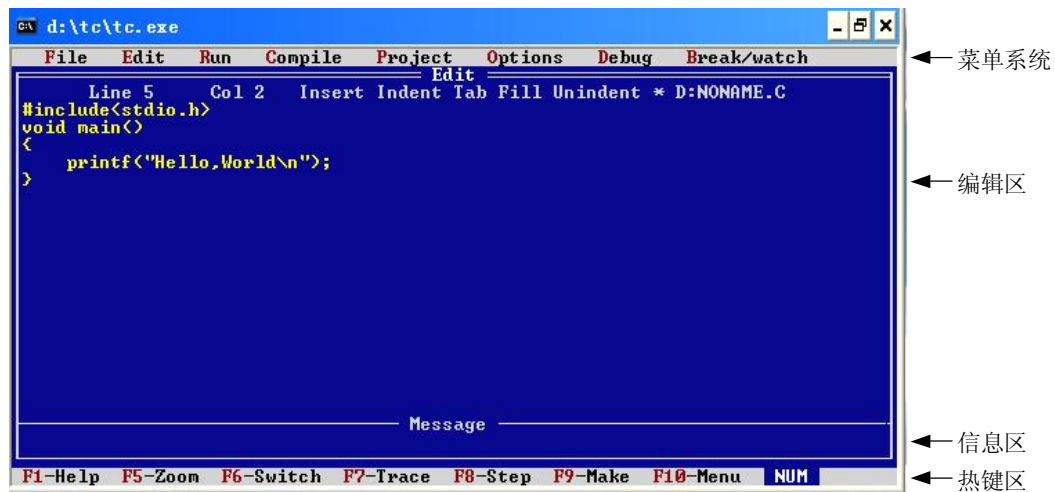 d:\tc\tc.exe
File Edit Run Compile Project Options Debug Break/watch
菜单系统
Edit
Line 5 Col 2 Insert Indent Tab Fill Unindent * D:NONAME.C
#include<stdio.h>
void main()
{
printf("Hello,World\n");
}
编辑区
Message
信息区
F1-Help F5-Zoom F6-Switch F7-Trace F8-Step F9-Make F10-Menu NUM
热键区